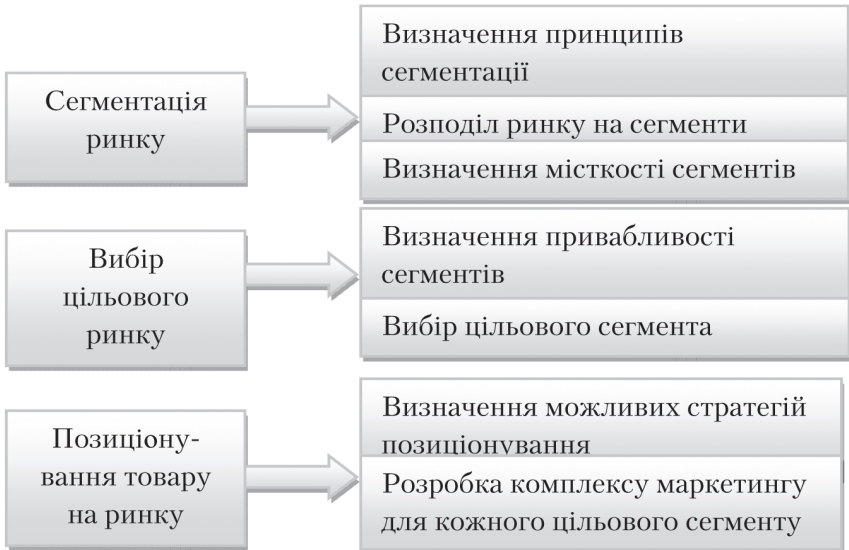 Сегментація
ринку
Визначення принципів
сегментації
Розподіл ринку на сегменти
Визначення місткості сегментів
Вибір
цільового
ринку
Визначення привабливості
сегментів
Вибір цільового сегмента
Позиціону-
вання товару
на ринку
Визначення можливих стратегій
позиціонування
Розробка комплексу маркетингу
для кожного цільового сегменту